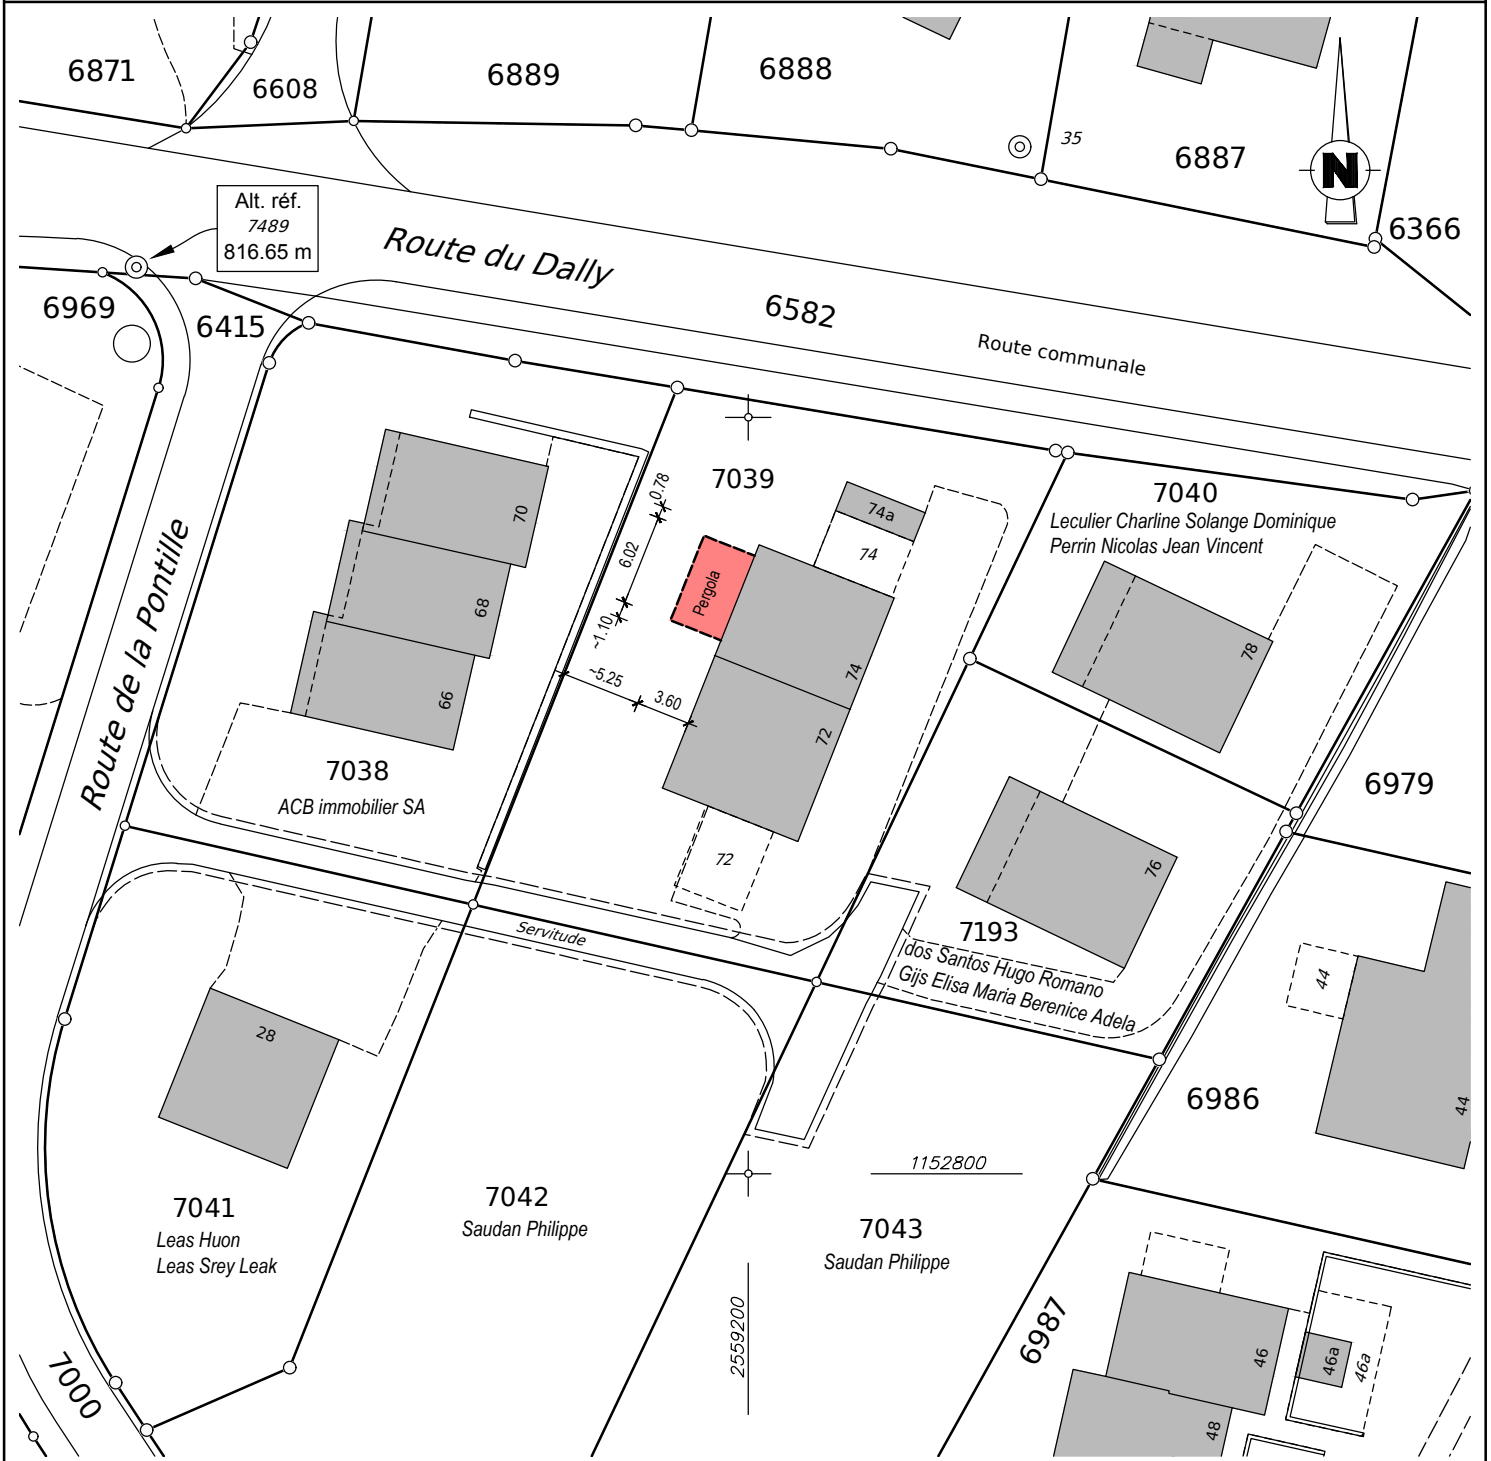 6871
6608
6889
6888
35
6887
N
6366
Alt. réf.
7489
816.65 m
Route du Dally
6582
Route communale
6969
6415
7039
7040
Leculier Charline Solange Dominique
Perrin Nicolas Jean Vincent
0.78
6.02
~1.10
~5.25
3.60
Pergola
74a
74
74
72
72
70
68
66
78
76
Route de la Pontille
7038
ACB immobilier SA
6979
7193
dos Santos Hugo Romano
Gijs Elisa Maria Berenice Adela
Servitude
28
44
44
6986
1152800
7041
Leas Huon
Leas Srey Leak
7042
Saudan Philippe
7043
Saudan Philippe
2559200
6987
46
46a
46a
48
7000